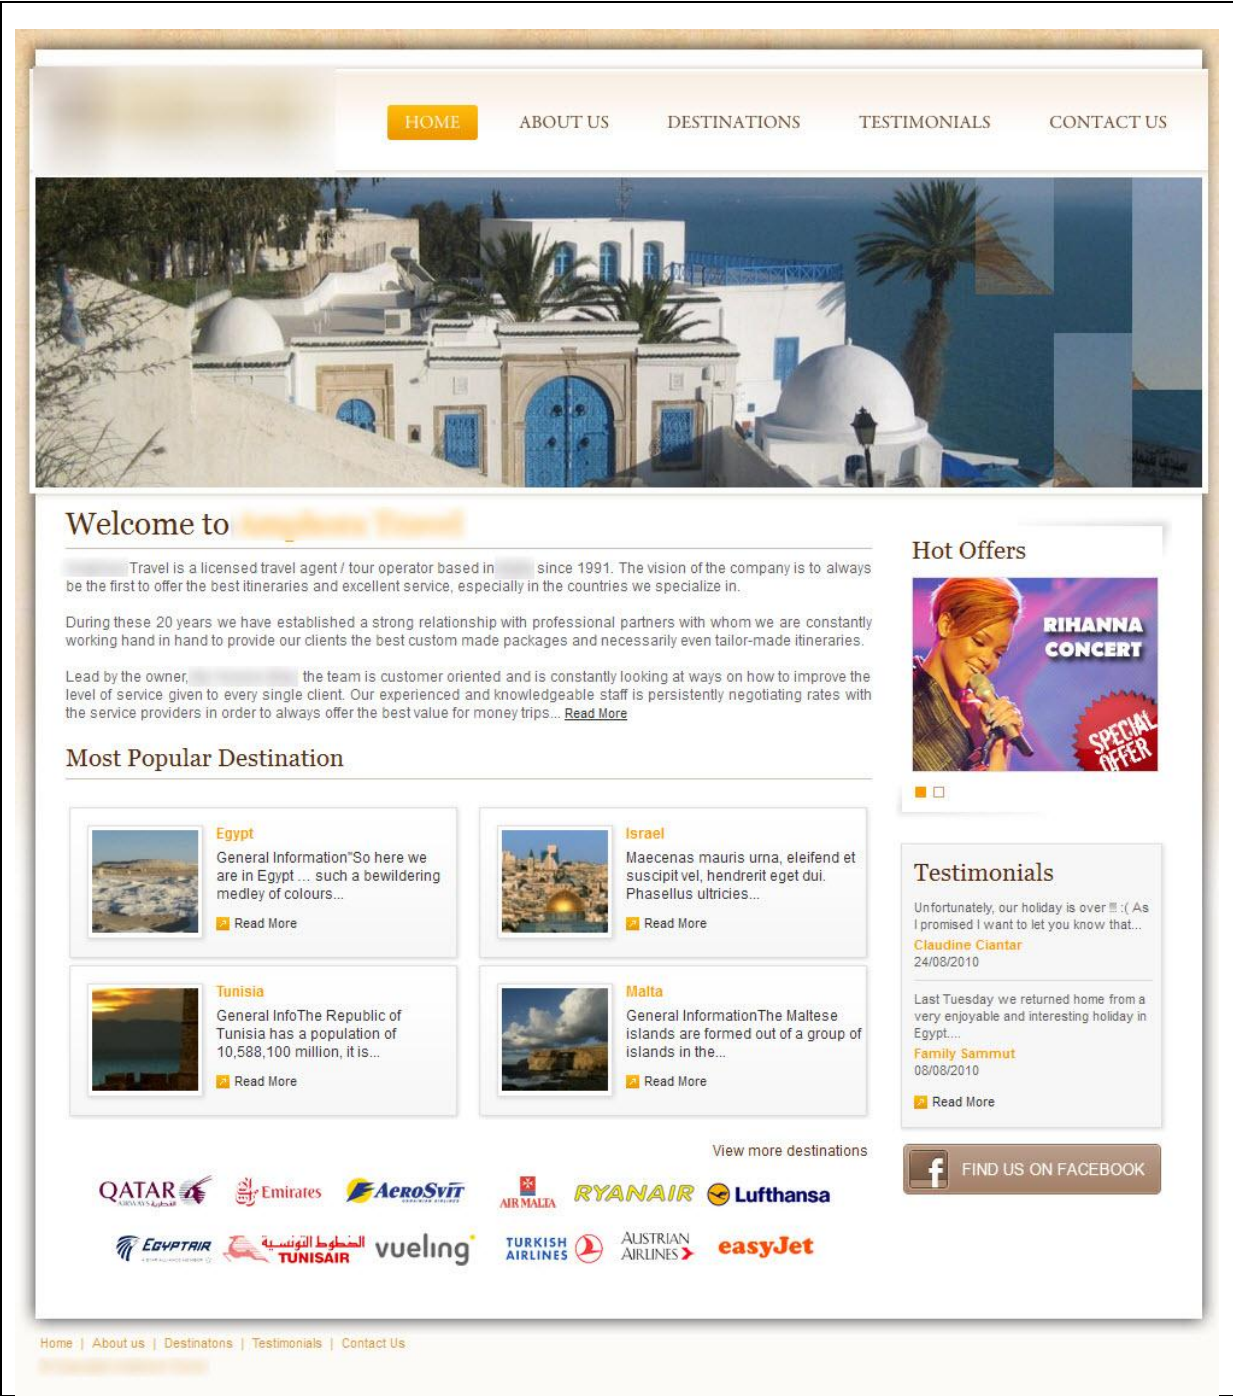 HOME ABOUT US DESTINATIONS TESTIMONIALS CONTACT US
Welcome to
Travel is a licensed travel agent / tour operator based in since 1991. The vision of the company is to always
be the first to offer the best itineraries and excellent service, especially in the countries we specialize in.
During these 20 years we have established a strong relationship with professional partners with whom we are constantly
working hand in hand to provide our clients the best custom made packages and necessarily even tailor-made itineraries.
Lead by the owner, the team is customer oriented and is constantly looking at ways on how to improve the
level of service given to every single client. Our experienced and knowledgeable staff is persistently negotiating rates with
the service providers in order to always offer the best value for money trips... Read More
Most Popular Destination
Egypt
General Information"So here we
are in Egypt ... such a bewildering
medley of colours...
Read More
Israel
Maecenas mauris urna, eleifend et
suscipit vel, hendrerit eget dui.
Phasellus ultricies...
Read More
Tunisia
General InfoThe Republic of
Tunisia has a population of
10,588,100 million, it is...
Read More
Malta
General InformationThe Maltese
islands are formed out of a group of
islands in the...
Read More
View more destinations
QATAR AIRWAYS القطرية Emirates AEROSVIT AIR MALTA RYANAIR Lufthansa
EGYPTAIR الخطوط التونسية TUNISAIR vueling TURKISH AIRLINES AUSTRIAN AIRLINES easyJet
Hot Offers
RIHANNA
CONCERT
SPECIAL
OFFER
Testimonials
Unfortunately, our holiday is over :( As
I promised I want to let you know that...
Claudine Ciantar
24/08/2010
Last Tuesday we returned home from a
very enjoyable and interesting holiday in
Egypt....
Family Sammut
08/08/2010
Read More
f FIND US ON FACEBOOK
Home | About us | Destinatons | Testimonials | Contact Us